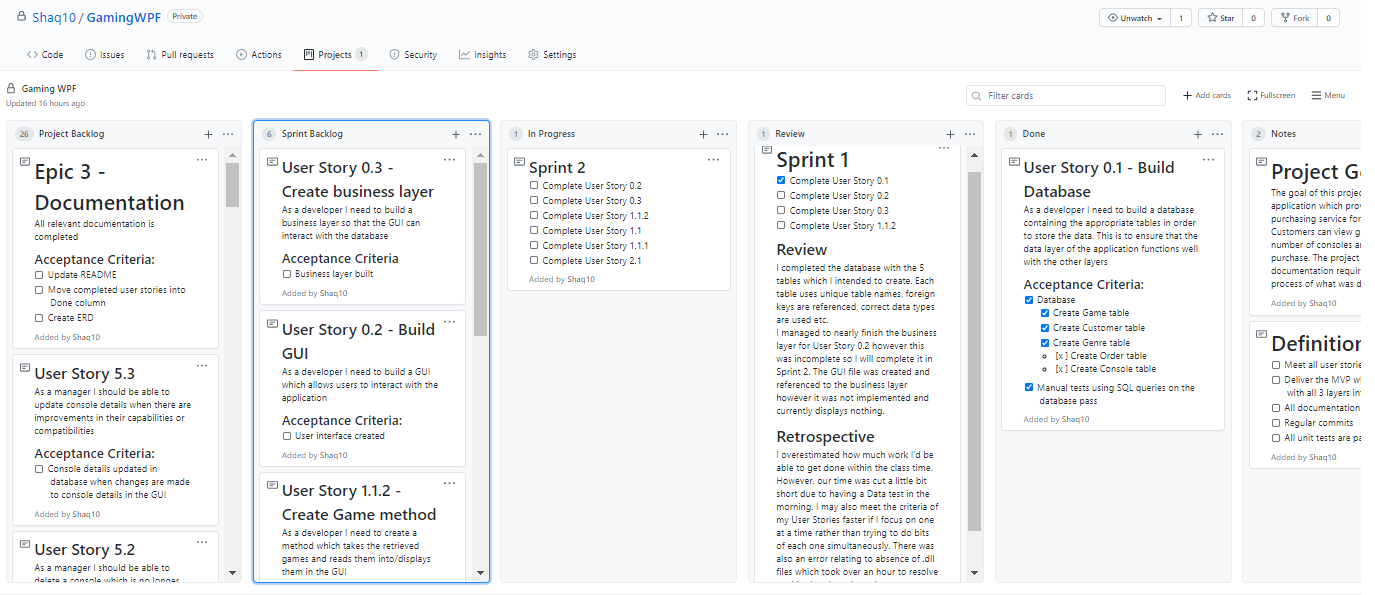 Shaq10 / GamingWPF Private
Unwatch 1 Star 0 Fork 0
Code Issues Pull requests Actions Projects 1 Security Insights Settings
Gaming WPF
Updated 16 hours ago
Filter cards
Add cards Fullscreen Menu
26 Project Backlog
Epic 3 -
Documentation
All relevant documentation is
completed
Acceptance Criteria:
Update README
Move completed user stories into
Done column
Create ERD
Added by Shaq10
User Story 5.3
As a manager I should be able to
update console details when there are
improvements in their capabilities or
compatibilities
Acceptance Criteria:
Console details updated in
database when changes are made
to console details in the GUI
Added by Shaq10
User Story 5.2
As a manager I should be able to
delete a console which is no longer
6 Sprint Backlog
User Story 0.3 -
Create business layer
As a developer I need to build a
business layer so that the GUI can
interact with the database
Acceptance Criteria
Business layer built
Added by Shaq10
User Story 0.2 - Build
GUI
As a developer I need to build a GUI
which allows users to interact with the
application
Acceptance Criteria:
User interface created
Added by Shaq10
User Story 1.1.2 -
Create Game method
As a developer I need to create a
method which takes the retrieved
games and reads them into/displays
them in the GUI
1 In Progress
Sprint 2
Complete User Story 0.2
Complete User Story 0.3
Complete User Story 1.1.2
Complete User Story 1.1
Complete User Story 1.1.1
Complete User Story 2.1
Added by Shaq10
1 Review
Sprint 1
Complete User Story 0.1
Complete User Story 0.2
Complete User Story 0.3
Complete User Story 1.1.2
Review
I completed the database with the 5
tables which I intended to create. Each
table uses unique table names, foreign
keys are referenced, correct data types
are used etc.
I managed to nearly finish the business
layer for User Story 0.2 however this
was incomplete so I will complete it in
Sprint 2. The GUI file was created and
referenced to the business layer
however it was not implemented and
currently displays nothing.
Retrospective
I overestimated how much work I'd be
able to get done within the class time.
However, our time was cut a little bit
short due to having a Data test in the
morning. I may also meet the criteria of
my User Stories faster if I focus on one
at a time rather than trying to do bits
of each one simultaneously. There was
also an error relating to absence of .dll
files which took over an hour to resolve
1 Done
User Story 0.1 - Build
Database
As a developer I need to build a database
containing the appropriate tables in order
to store the data. This is to ensure that the
data layer of the application functions well
with the other layers
Acceptance Criteria:
Database
Create Game table
Create Customer table
Create Genre table
[x ] Create Order table
[x ] Create Console table
Manual tests using SQL queries on the
database pass
Added by Shaq10
2 Notes
Project G
The goal of this projec
application which prov
purchasing service for
Customers can view g
number of consoles a
purchase. The project
documentation requir
process of what was d
Added by Shaq10
Definition
Meet all user storie
Deliver the MVP w
with all 3 layers in
All documentation
Regular commits
All unit tests are pa
Added by Shaq10